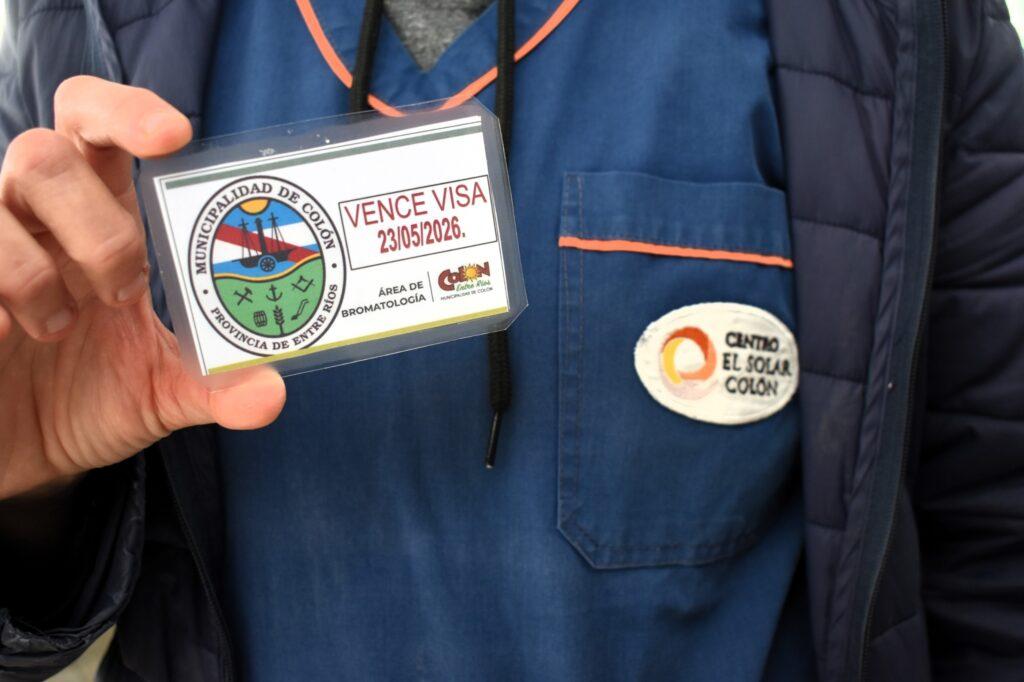 MUNICIPALIDAD DE COLÓN
PROVINCIA DE ENTRE RÍOS
VENCE VISA
23/05/2026.
ÁREA DE
BROMATOLOGÍA
COLÓN
Entre Ríos
MUNICIPALIDAD DE COLÓN
CENTRO
EL SOLAR
COLÓN